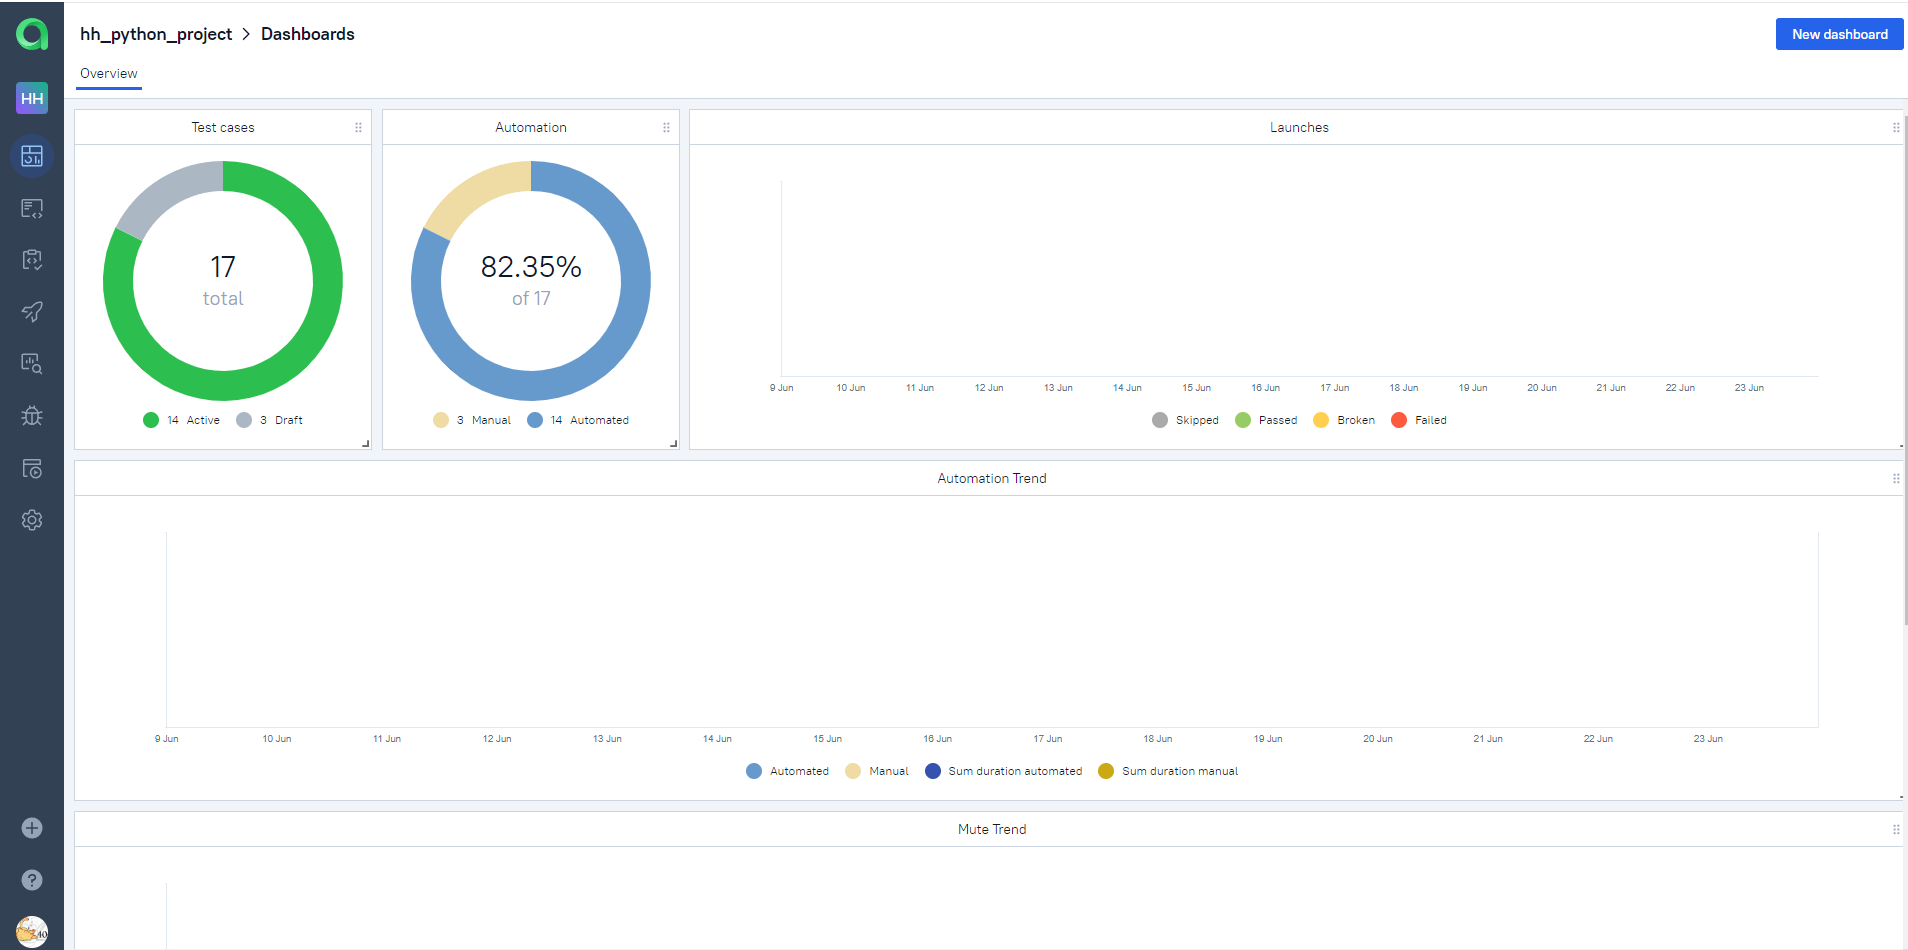 hh_python_project > Dashboards
New dashboard
Overview
HH
Test cases
17
total
14 Active 3 Draft
Automation
82.35%
of 17
3 Manual 14 Automated
Launches
9 Jun 10 Jun 11 Jun 12 Jun 13 Jun 14 Jun 15 Jun 16 Jun 17 Jun 18 Jun 19 Jun 20 Jun 21 Jun 22 Jun 23 Jun
Skipped Passed Broken Failed
Automation Trend
9 Jun 10 Jun 11 Jun 12 Jun 13 Jun 14 Jun 15 Jun 16 Jun 17 Jun 18 Jun 19 Jun 20 Jun 21 Jun 22 Jun 23 Jun
Automated Manual Sum duration automated Sum duration manual
Mute Trend
?
40